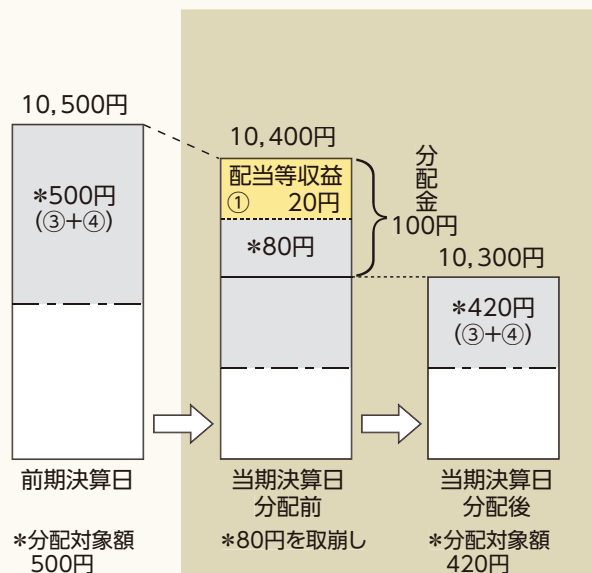 10,500円
*500円
(③+④)
前期決算日
*分配対象額
500円
10,400円
配当等収益
① 20円
*80円
分配金
100円
当期決算日
分配前
*80円を取崩し
10,300円
*420円
(③+④)
当期決算日
分配後
*分配対象額
420円